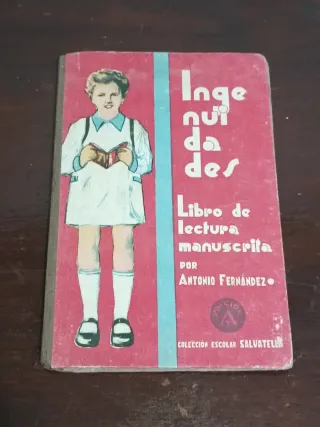 Inge
nui
da
des
Libro de
lectura
manuscrita
POR
ANTONIO FERNÁNDEZ
COLECCIÓN ESCOLAR SALVATELLA